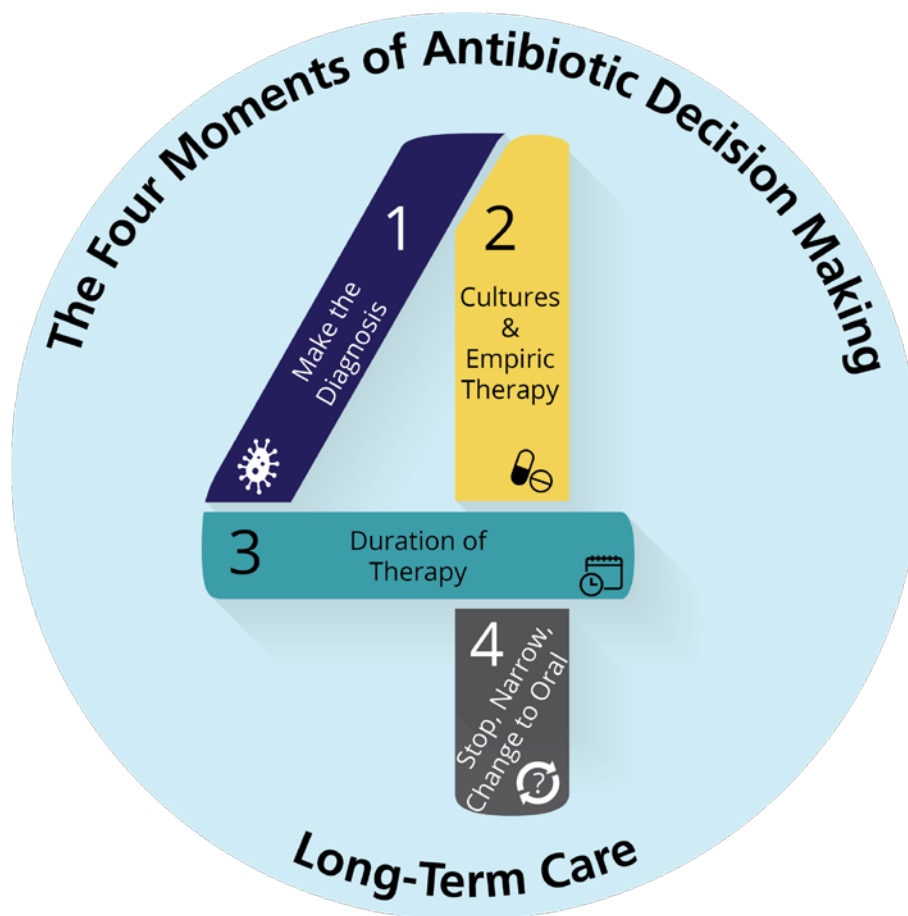 The Four Moments of Antibiotic Decision Making
1
Make the
Diagnosis
2
Cultures
&
Empiric
Therapy
3
Duration of
Therapy
4
Stop, Narrow,
Change to Oral
?
Long-Term Care